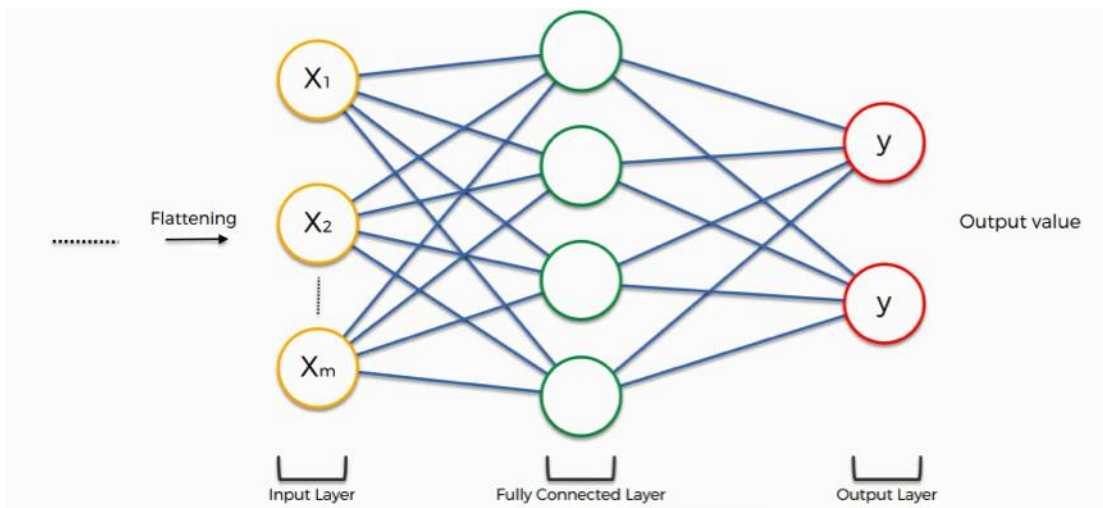 X₁
y
X₂
Flattening
Output value
y
Xₘ
Input Layer
Fully Connected Layer
Output Layer